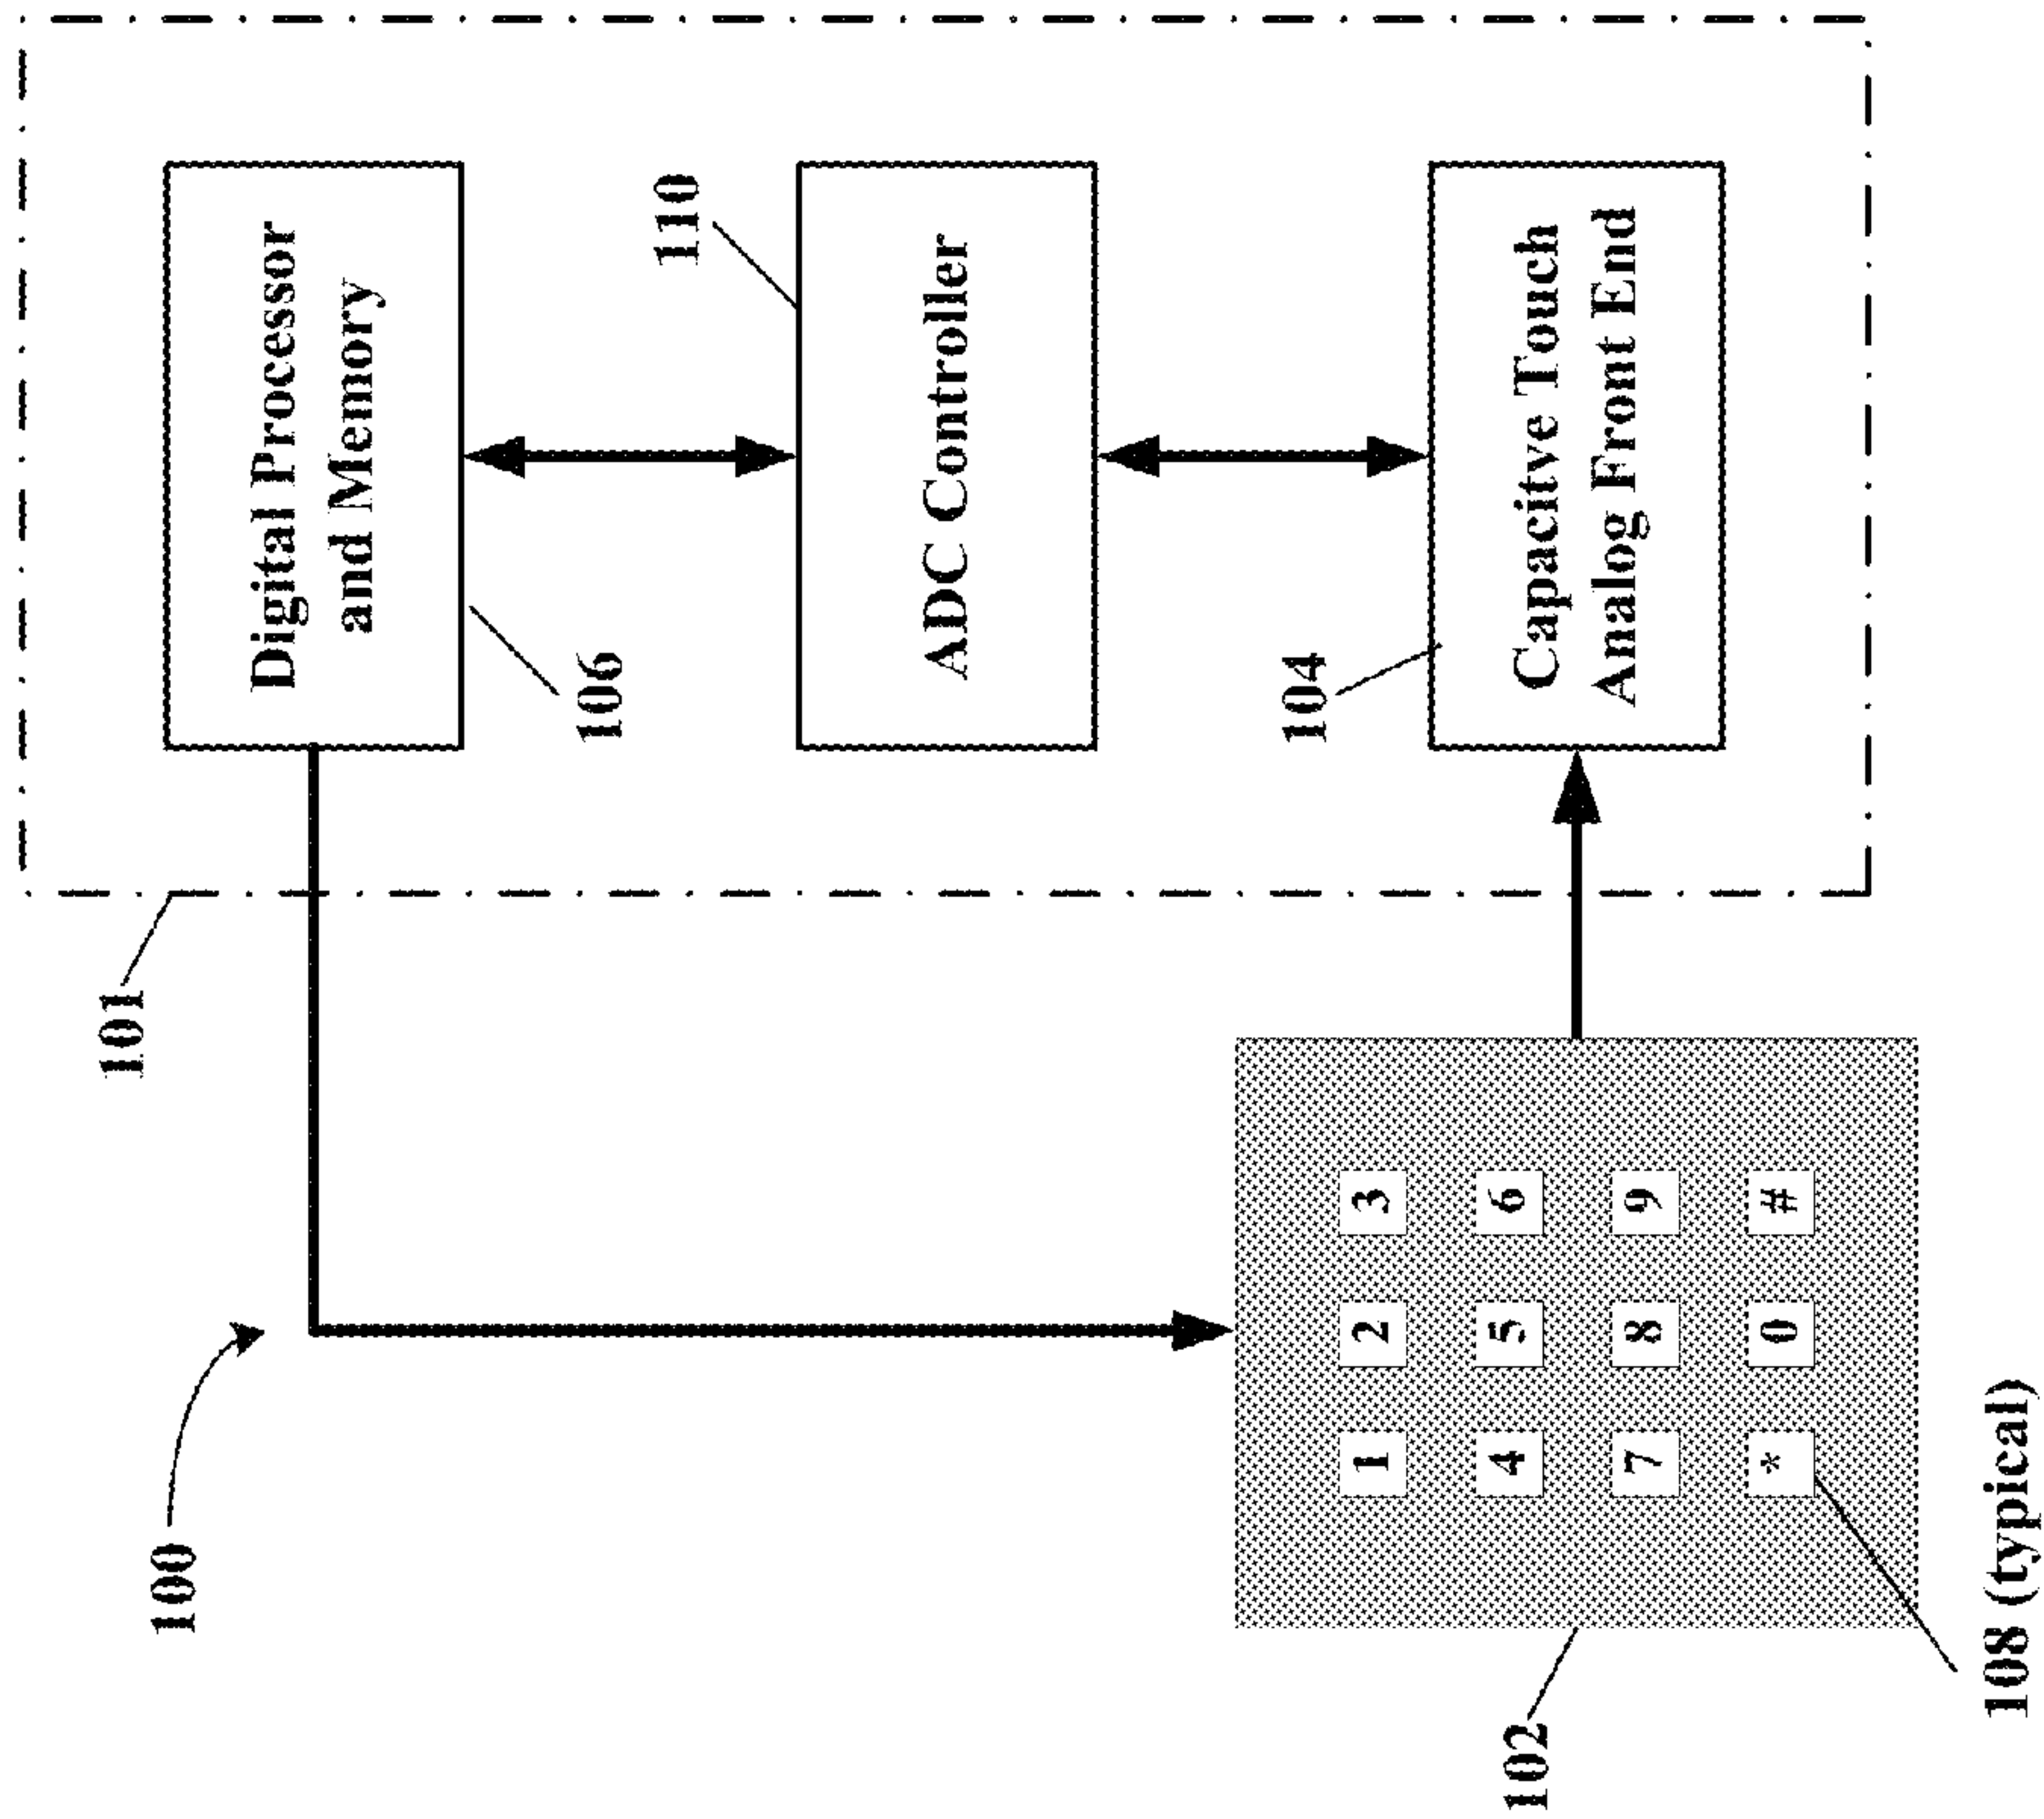 101
100
Digital Processor
and Memory
106
110
ADC Controller
104
Capacitve Touch
Analog Front End
1 2 3
4 5 6
7 8 9
* 0 #
102
108 (typical)